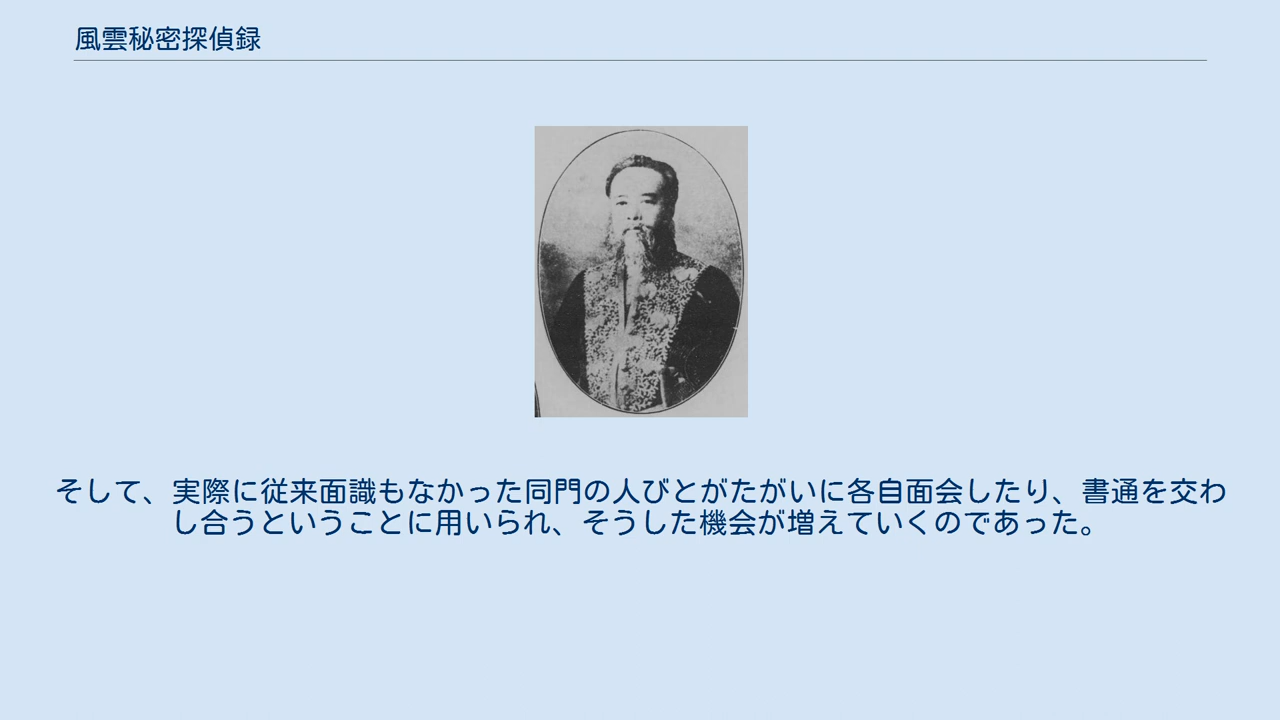 風雲秘密探偵録
そして、実際に従来面識もなかった同門の人びとがたがいに各自面会したり、書通を交わ
し合うということに用いられ、そうした機会が増えていくのであった。